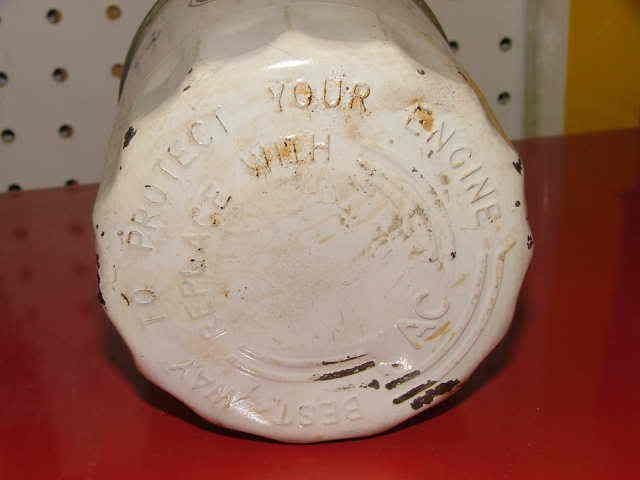 BEST WAY TO PROTECT YOUR ENGINE
REPLACE WITH AC